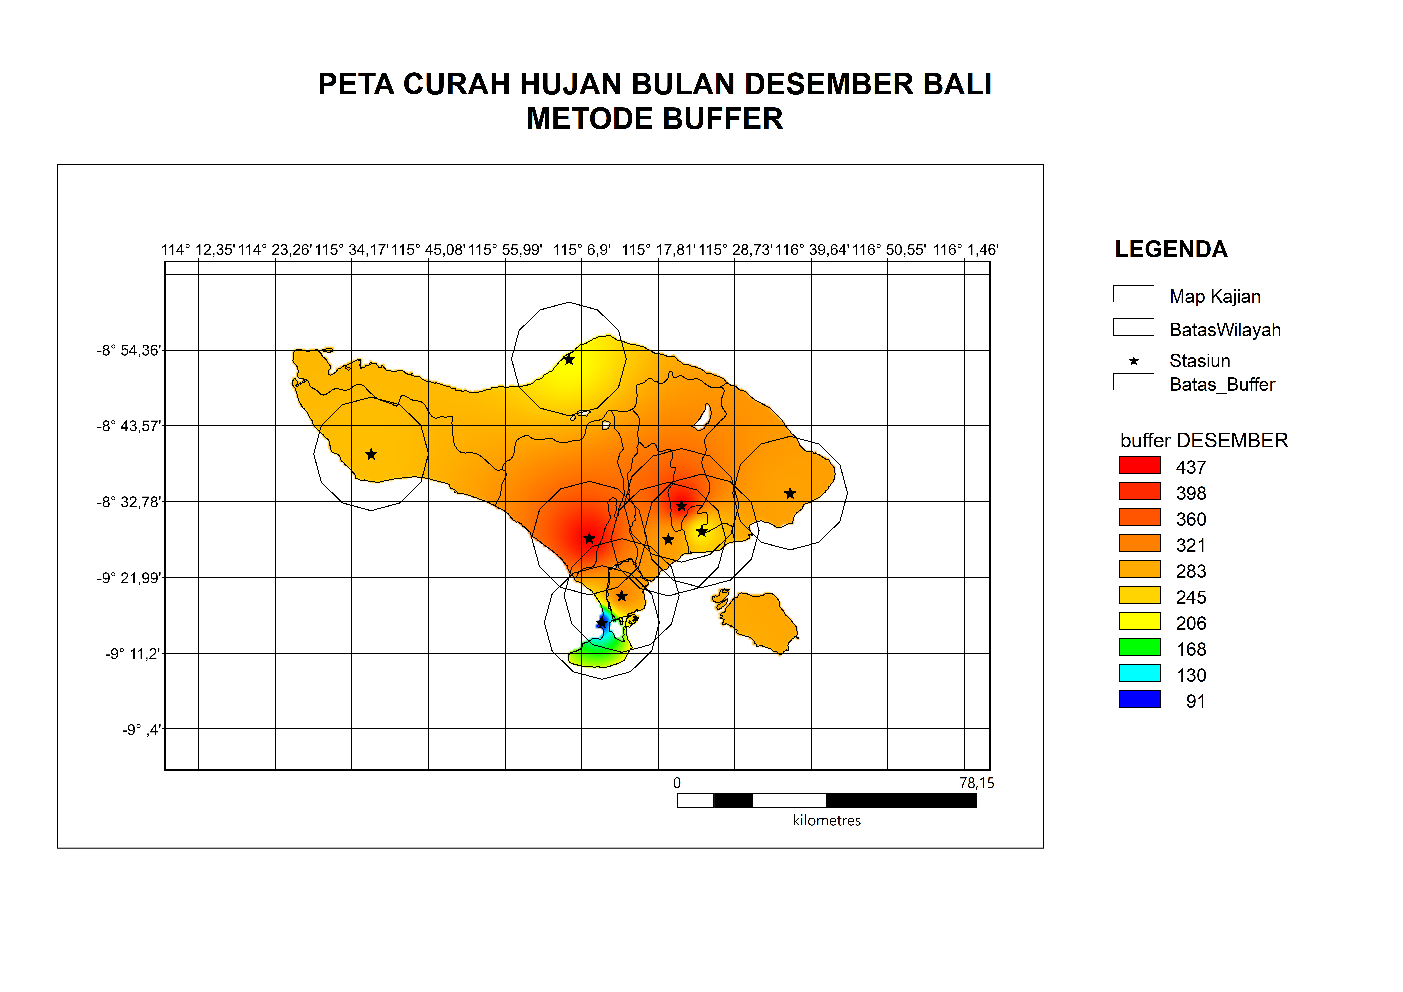 PETA CURAH HUJAN BULAN DESEMBER BALI
METODE BUFFER
114° 12,35' 114° 23,26' 115° 34,17' 115° 45,08' 115° 55,99' 115° 6,9' 115° 17,81' 115° 28,73' 116° 39,64' 116° 50,55' 116° 1,46'
-8° 54,36'
-8° 43,57'
-8° 32,78'
-9° 21,99'
-9° 11,2'
-9° ,4'
0 78,15
kilometres
LEGENDA
Map Kajian
BatasWilayah
Stasiun
Batas_Buffer
buffer DESEMBER
437
398
360
321
283
245
206
168
130
91